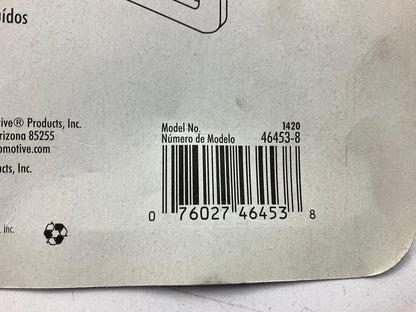 uídos
tive® Products, Inc.
rizona 85255
omotive.com
cts, Inc.
Model No. 1420
Número de Modelo 46453-8
0 76027 46453 8
inc.